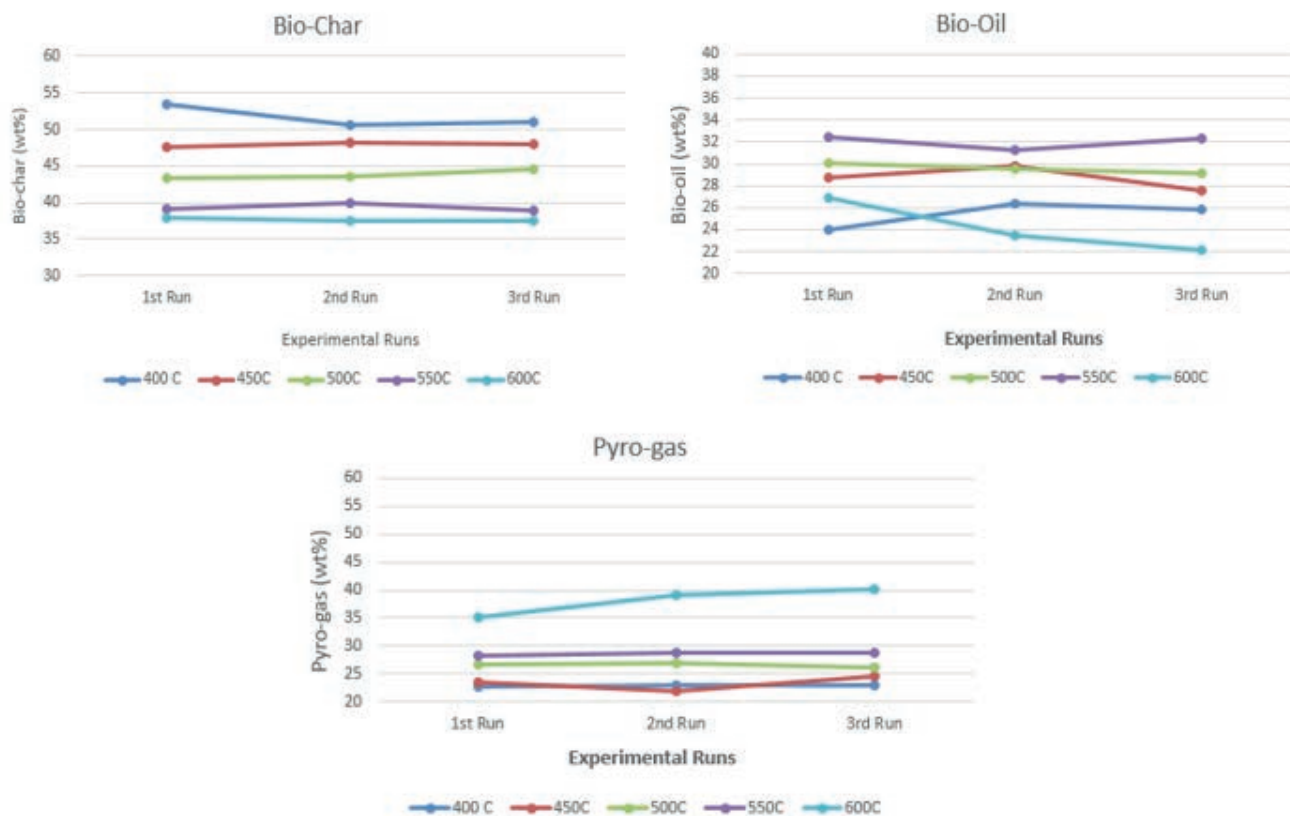 Bio-Char
Bio-char (wt%)
60
55
50
45
40
35
30
1st Run 2nd Run 3rd Run
Experimental Runs
400 C 450C 500C 550C 600C
Bio-Oil
Bio-oil (wt%)
40
38
36
34
32
30
28
26
24
22
20
1st Run 2nd Run 3rd Run
Experimental Runs
400 C 450C 500C 550C 600C
Pyro-gas
Pyro-gas (wt%)
60
55
50
45
40
35
30
25
20
1st Run 2nd Run 3rd Run
Experimental Runs
400 C 450C 500C 550C 600C